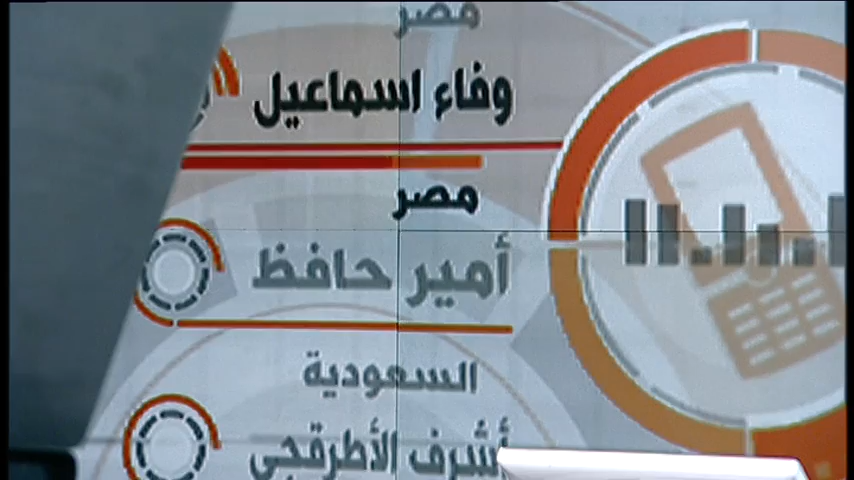 مصر
وفاء اسماعيل
مصر
أمير حافظ
السعودية
أشرف الأطرقجي